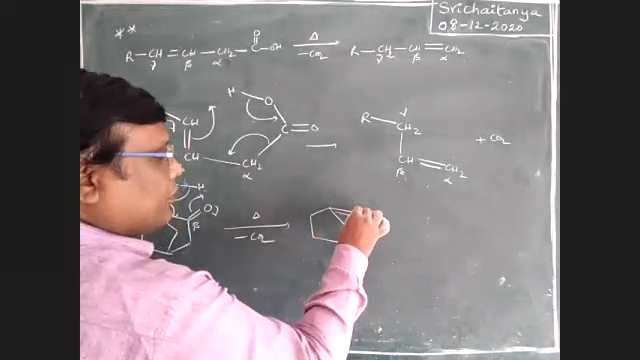 Srichaitanya
08-12-2020
**
R-CH=CH-CH2-C-OH Δ -CO2 R-CH2-CH=CH2
O
γ β α γ β α
H O
CH R γ
γ CH2
C=O + CO2
CH CH2 CH=CH2
α β α
H
O
β
Δ
-CO2